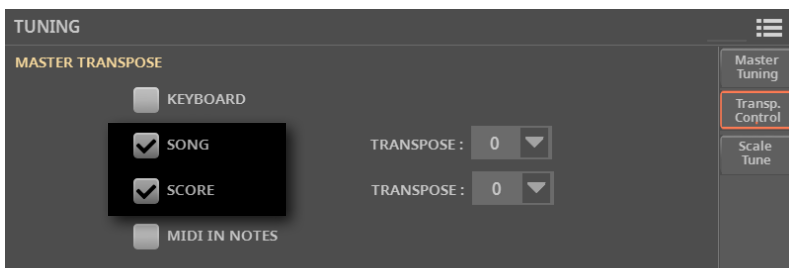 TUNING
MASTER TRANSPOSE
Master
Tuning
KEYBOARD
Transp.
Control
SONG
TRANSPOSE : 0
Scale
Tune
SCORE
TRANSPOSE : 0
MIDI IN NOTES